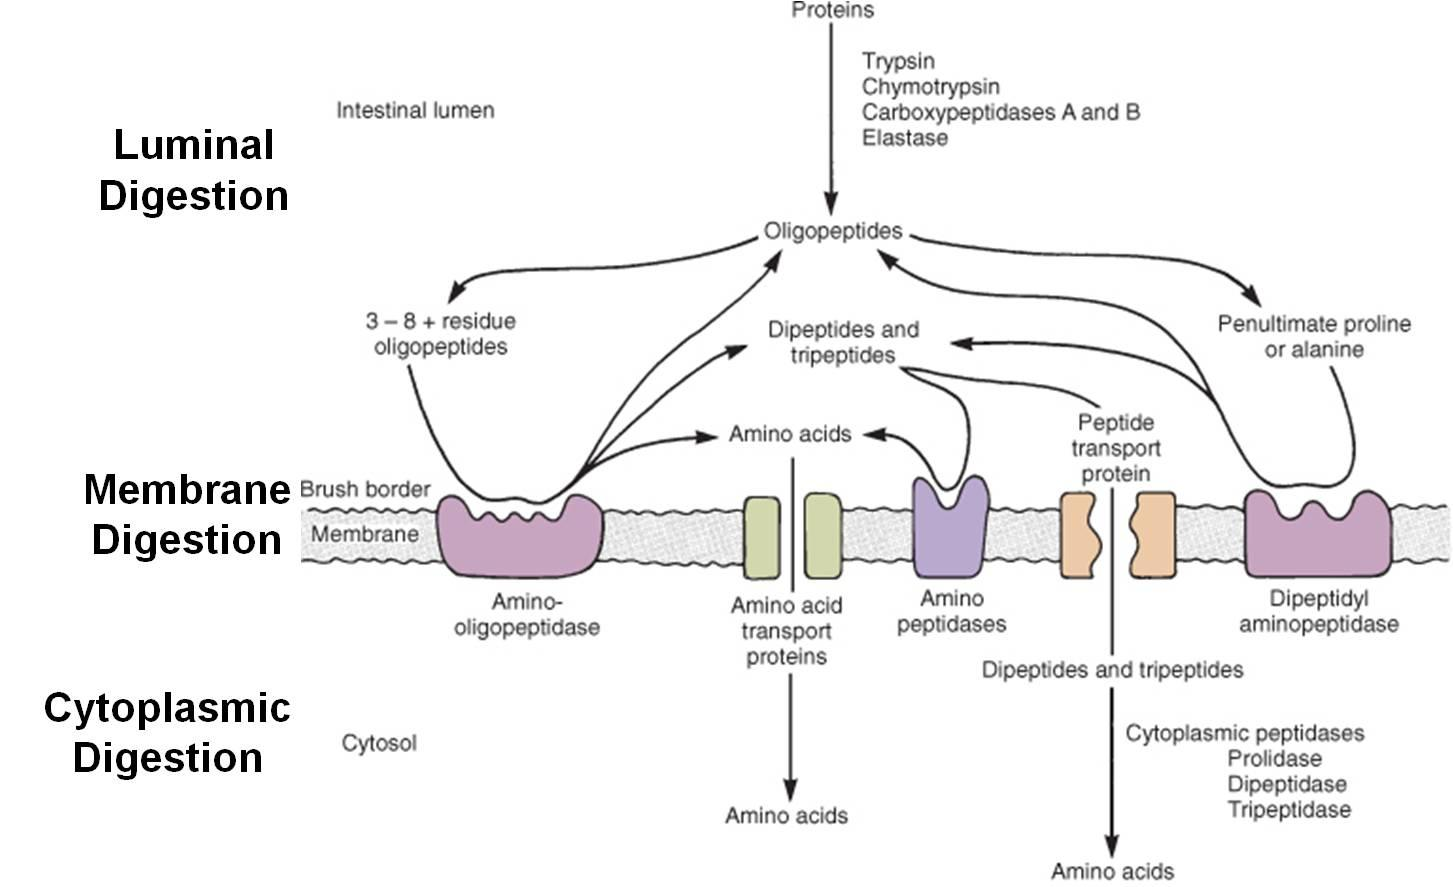 Proteins
Trypsin
Chymotrypsin
Carboxypeptidases A and B
Elastase
Intestinal lumen
Luminal
Digestion
Oligopeptides
3 – 8 + residue
oligopeptides
Dipeptides and
tripeptides
Penultimate proline
or alanine
Amino acids
Peptide
transport
protein
Membrane
Digestion
Brush border
Membrane
Amino-
oligopeptidase
Amino acid
transport
proteins
Amino
peptidases
Dipeptidyl
aminopeptidase
Dipeptides and tripeptides
Cytoplasmic
Digestion
Cytosol
Cytoplasmic peptidases
Prolidase
Dipeptidase
Tripeptidase
Amino acids
Amino acids